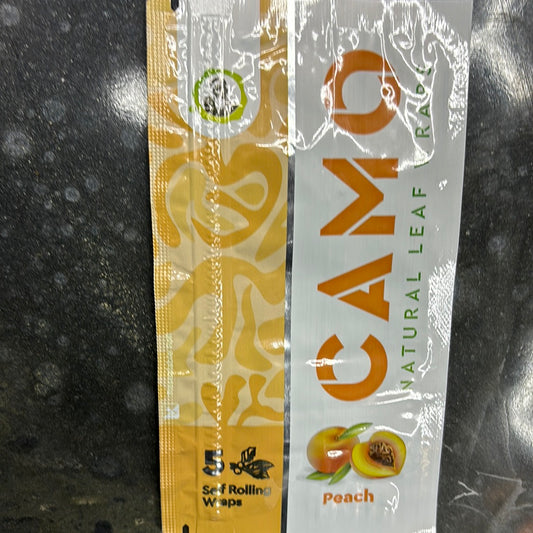 CAMO
NATURAL LEAF WRAPS
Peach
5
Self Rolling
Wraps